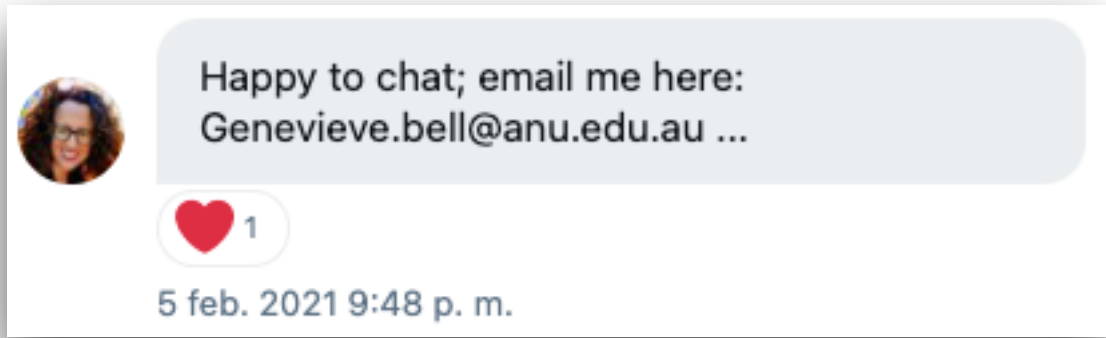 Happy to chat; email me here:
Genevieve.bell@anu.edu.au ...
1
5 feb. 2021 9:48 p. m.